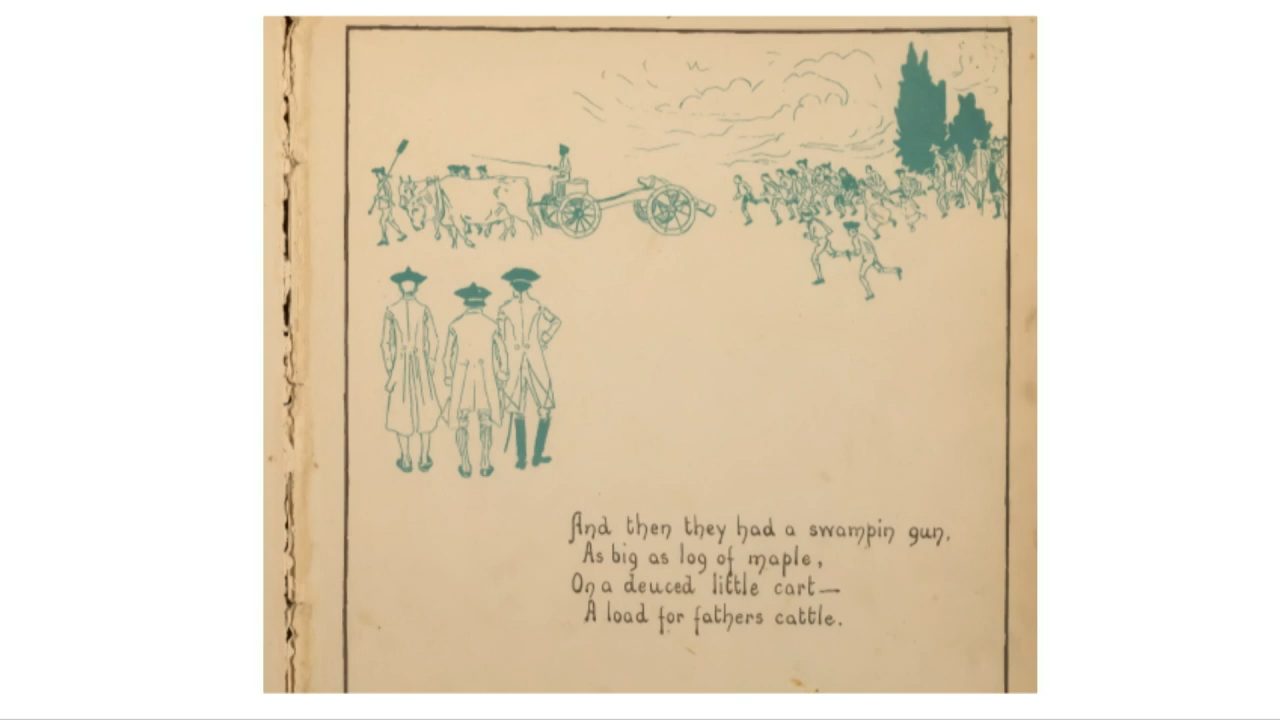 And then they had a swampin gun,
As big as log of maple,
On a deuced little cart—
A load for fathers cattle.